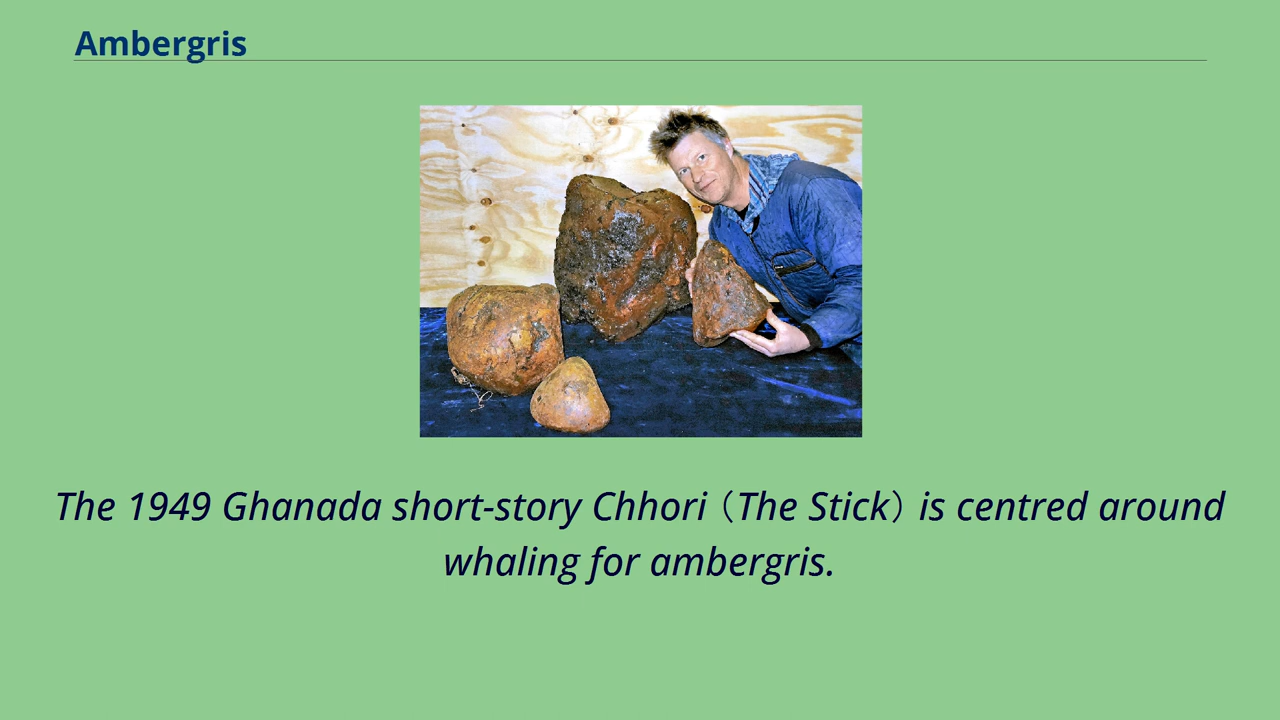 Ambergris
The 1949 Ghanada short-story Chhori (The Stick) is centred around
whaling for ambergris.